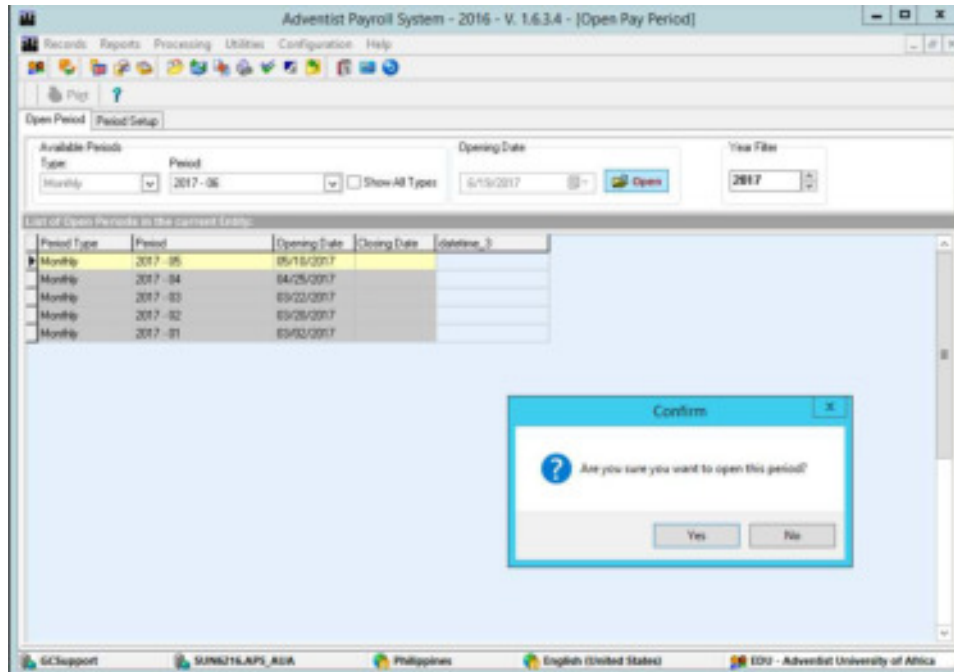 Adventist Payroll System - 2016 - V. 1.6.3.4 - [Open Pay Period]
Records Reports Processing Utilities Configuration Help
Print ?
Open Period Period Setup
Available Periods Opening Date Year Filter
Type: Period:
Monthly 2017 - 06 Show All Types 6/19/2017 Open 2017
List of Open Periods in the current Entity:
Period Type Period Opening Date Closing Date datetime_3
Monthly 2017 - 05 05/10/2017
Monthly 2017 - 04 04/25/2017
Monthly 2017 - 03 03/22/2017
Monthly 2017 - 02 03/20/2017
Monthly 2017 - 01 03/02/2017
Confirm x
Are you sure you want to open this period?
Yes No
GCSupport SUN6216.APS_AUA Philippines English (United States) EDU - Adventist University of Africa